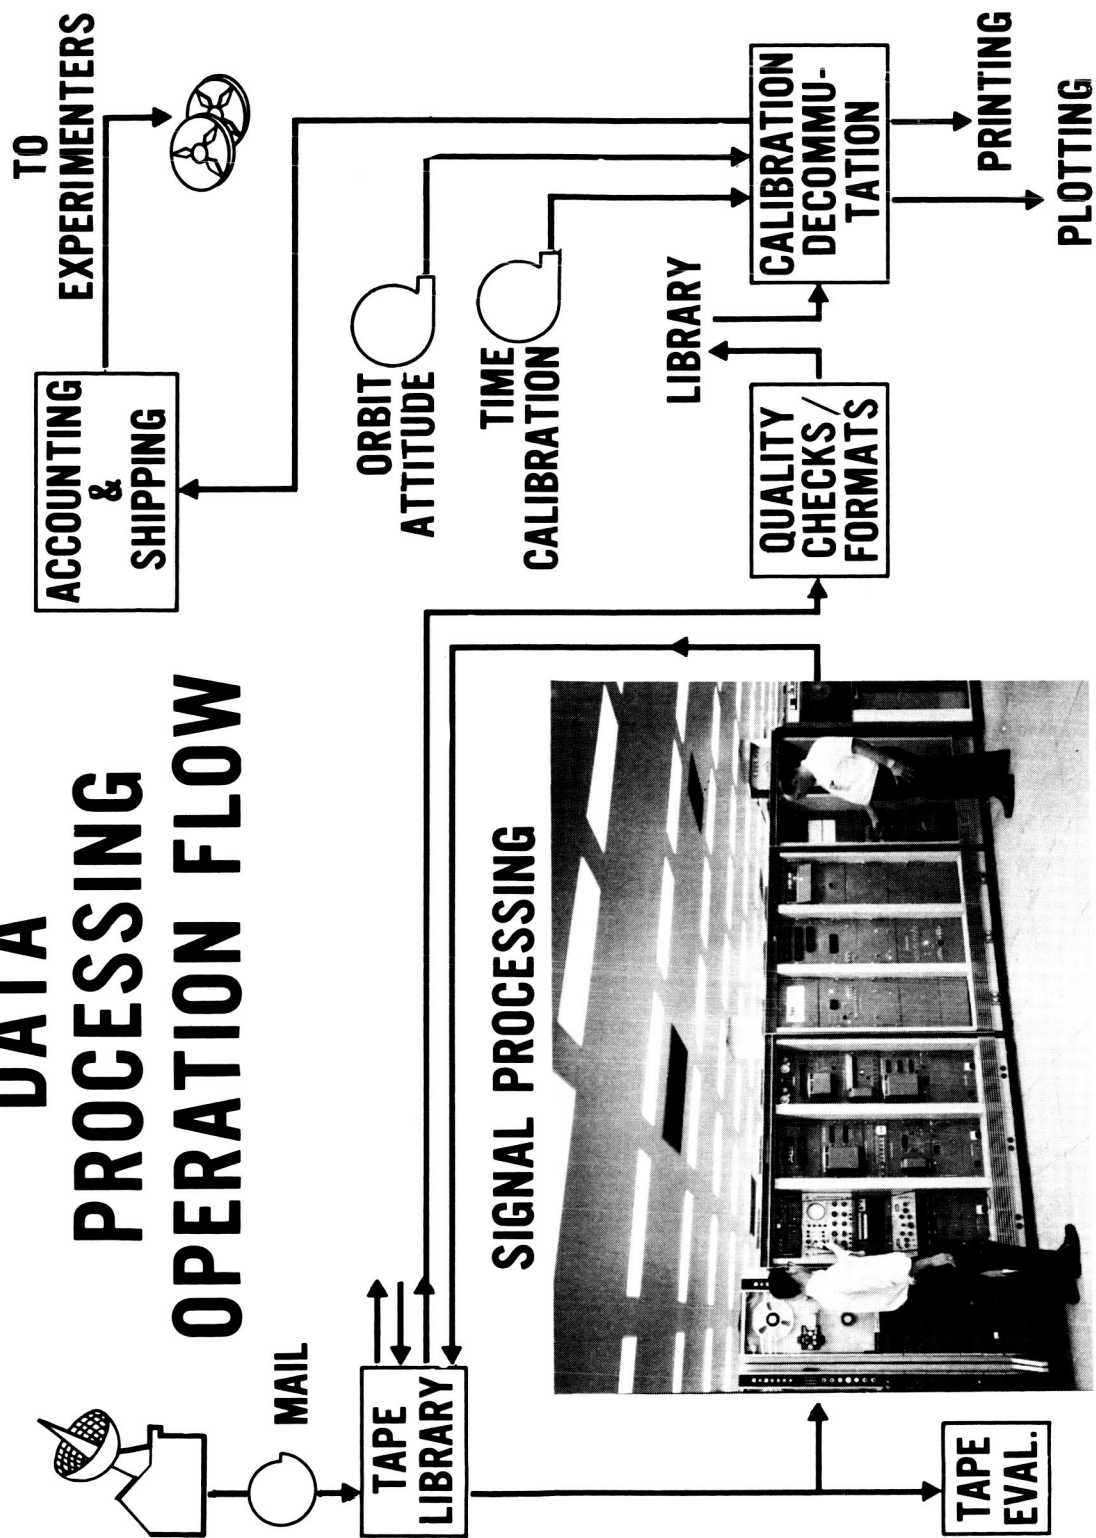 DATA
PROCESSING
OPERATION FLOW
MAIL
TAPE
LIBRARY
TAPE
EVAL.
SIGNAL PROCESSING
QUALITY
CHECKS/
FORMATS
LIBRARY
ORBIT
ATTITUDE
TIME
CALIBRATION
CALIBRATION
DECOMMU-
TATION
PRINTING
PLOTTING
ACCOUNTING
&
SHIPPING
TO
EXPERIMENTERS